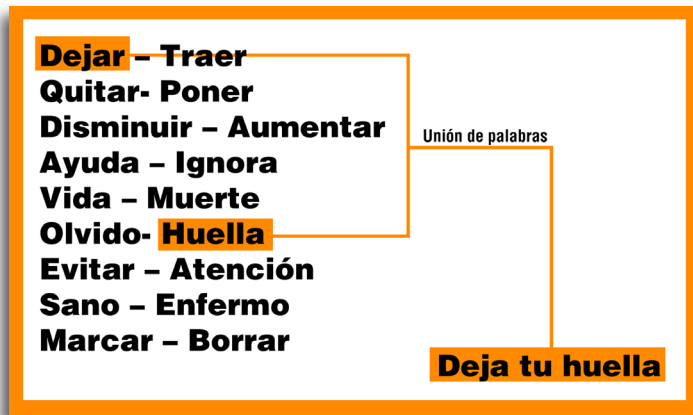 Dejar – Traer
Quitar- Poner
Disminuir – Aumentar
Ayuda – Ignora
Vida – Muerte
Olvido- Huella
Evitar – Atención
Sano – Enfermo
Marcar – Borrar
Unión de palabras
Deja tu huella